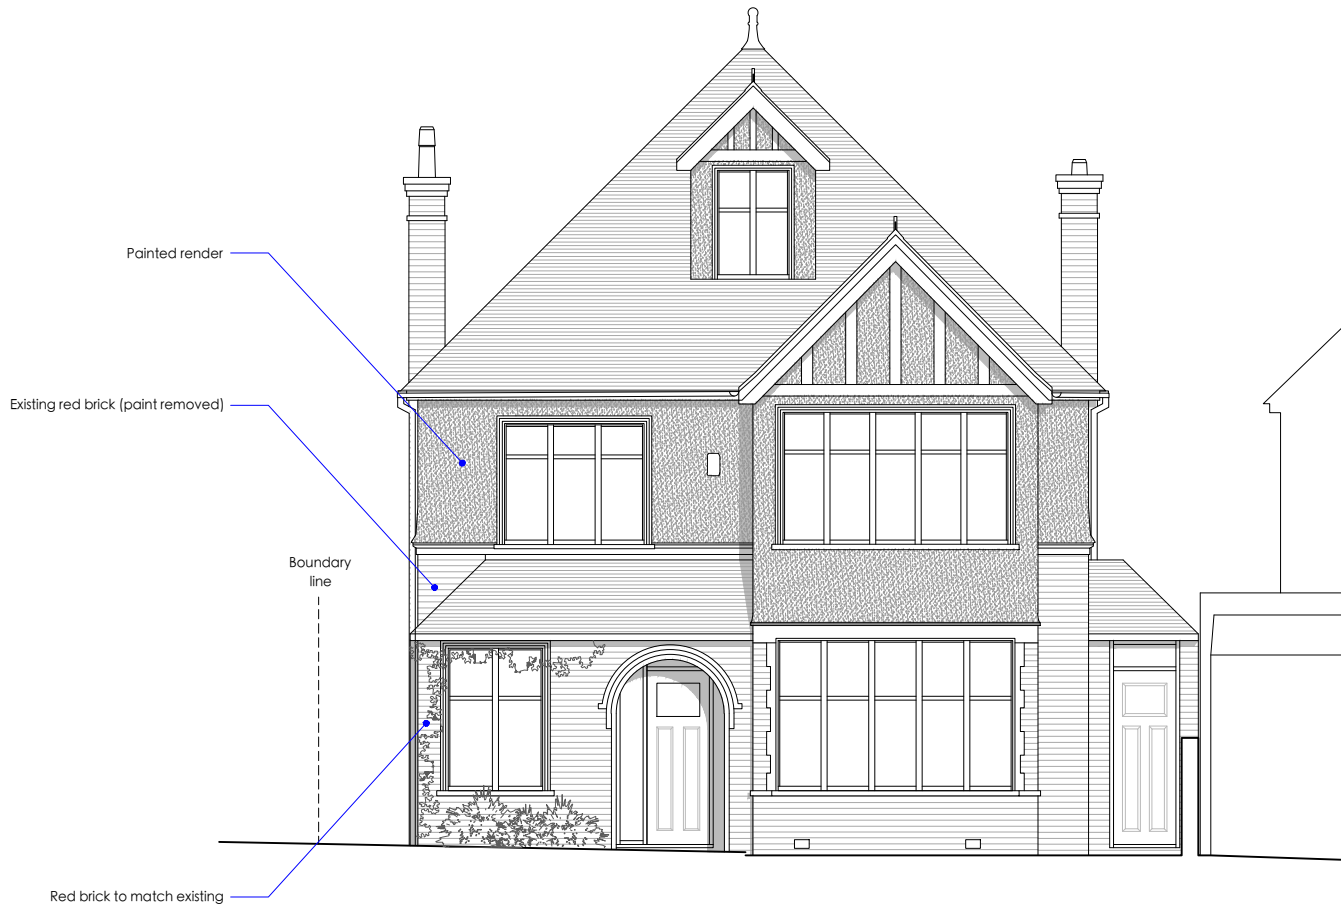 Painted render
Existing red brick (paint removed)
Boundary
line
Red brick to match existing